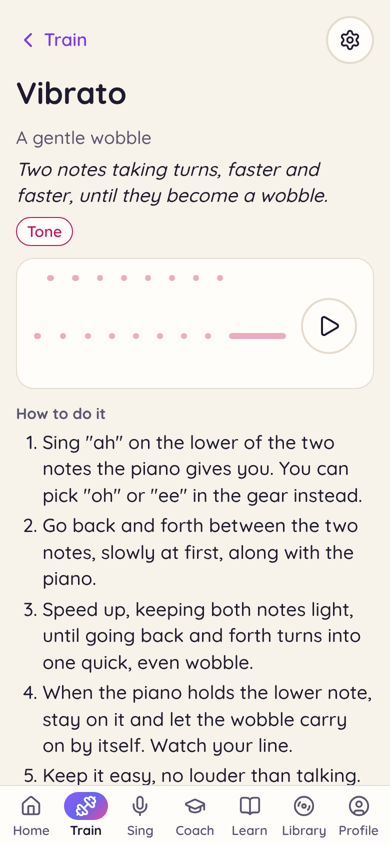 Train
Vibrato
A gentle wobble
Two notes taking turns, faster and
faster, until they become a wobble.
Tone
How to do it
1. Sing "ah" on the lower of the two
notes the piano gives you. You can
pick "oh" or "ee" in the gear instead.
2. Go back and forth between the two
notes, slowly at first, along with the
piano.
3. Speed up, keeping both notes light,
until going back and forth turns into
one quick, even wobble.
4. When the piano holds the lower note,
stay on it and let the wobble carry
on by itself. Watch your line.
5. Keep it easy, no louder than talking.
Home Train Sing Coach Learn Library Profile